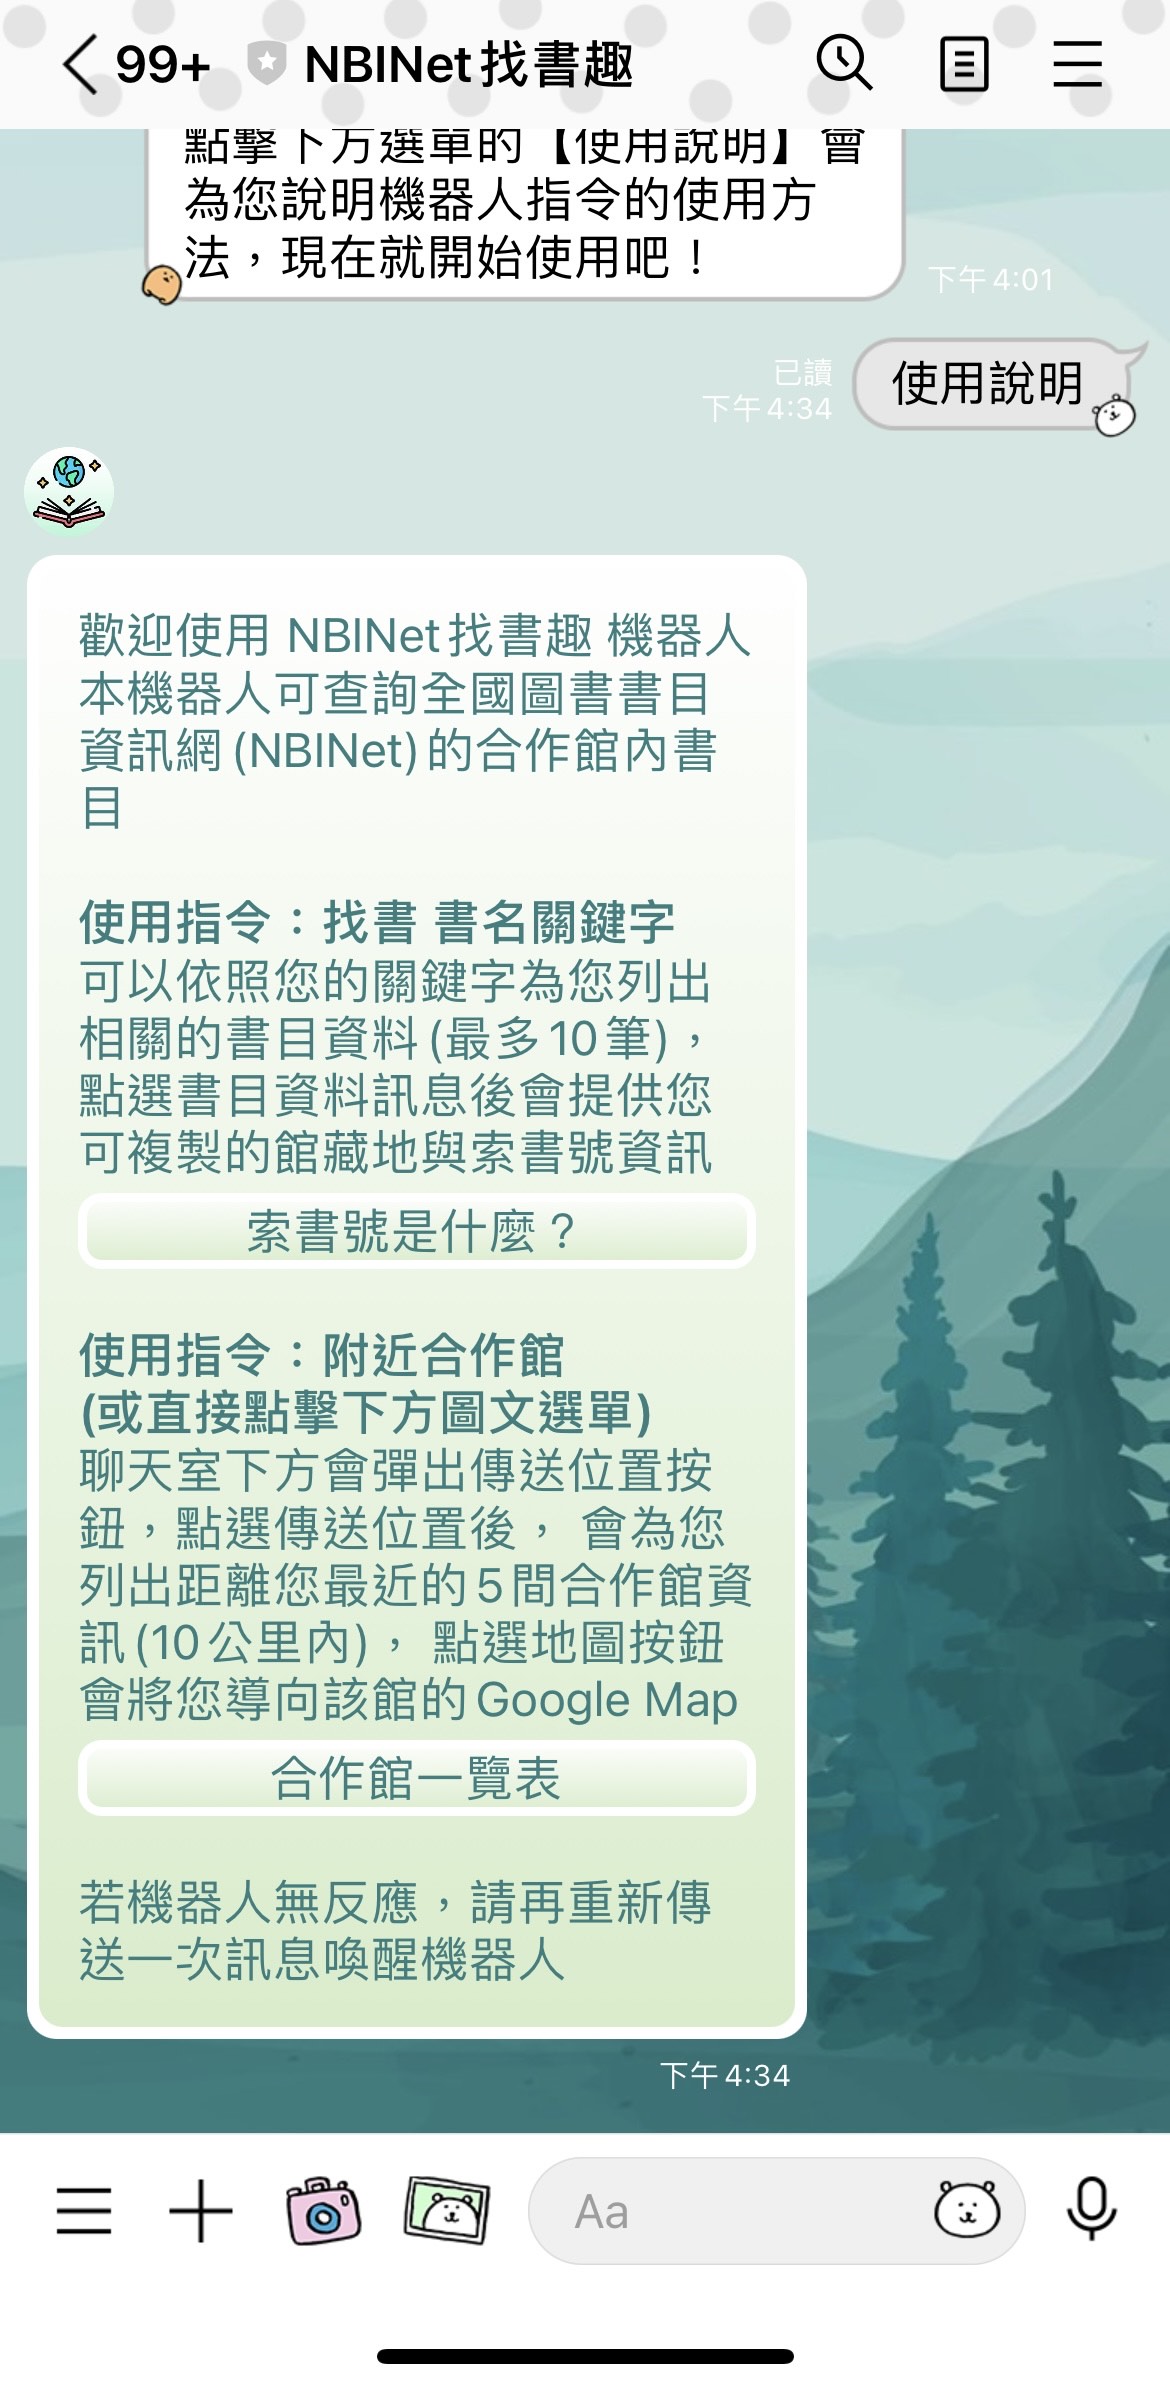 99+ NBINet找書趣
點擊下方選單的【使用說明】會
為您說明機器人指令的使用方
法，現在就開始使用吧！
下午4:01
已讀
下午4:34
使用說明
歡迎使用 NBINet找書趣 機器人
本機器人可查詢全國圖書書目
資訊網(NBINet)的合作館內書
目
使用指令：找書 書名關鍵字
可以依照您的關鍵字為您列出
相關的書目資料(最多10筆)，
點選書目資料訊息後會提供您
可複製的館藏地與索書號資訊
索書號是什麼？
使用指令：附近合作館
(或直接點擊下方圖文選單)
聊天室下方會彈出傳送位置按
鈕，點選傳送位置後， 會為您
列出距離您最近的5間合作館資
訊(10公里內)， 點選地圖按鈕
會將您導向該館的Google Map
合作館一覽表
若機器人無反應，請再重新傳
送一次訊息喚醒機器人
下午4:34
Aa